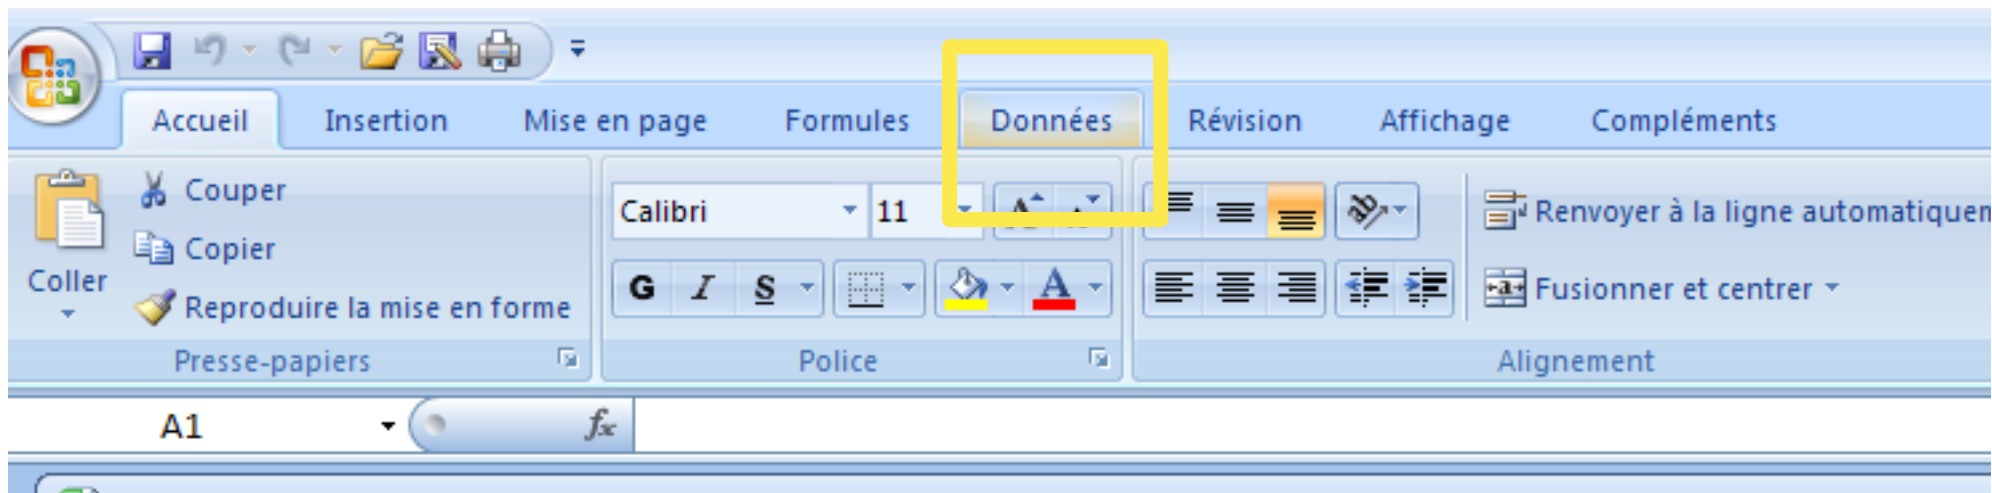 Accueil Insertion Mise en page Formules Données Révision Affichage Compléments
Couper
Calibri 11
Renvoyer à la ligne
Copier
Coller
G I S A
Fusionner et centrer
Reproduire la mise en forme
Presse-papiers Police Alignement
A1 fx